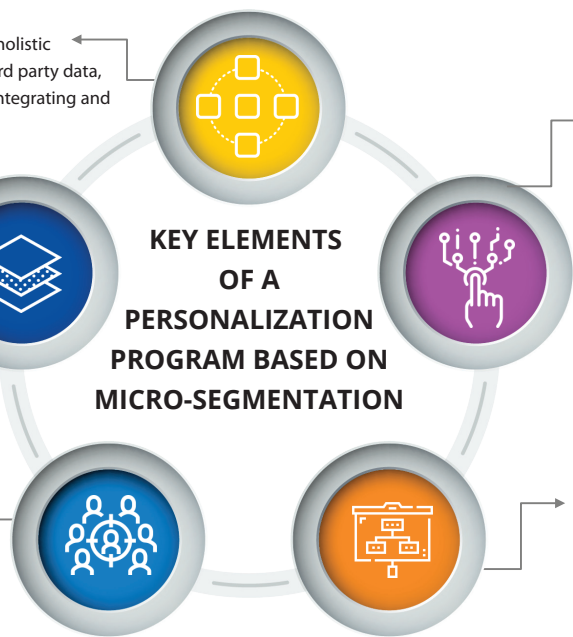 holistic
rd party data,
ntegrating and
KEY ELEMENTS
OF A
PERSONALIZATION
PROGRAM BASED ON
MICRO-SEGMENTATION